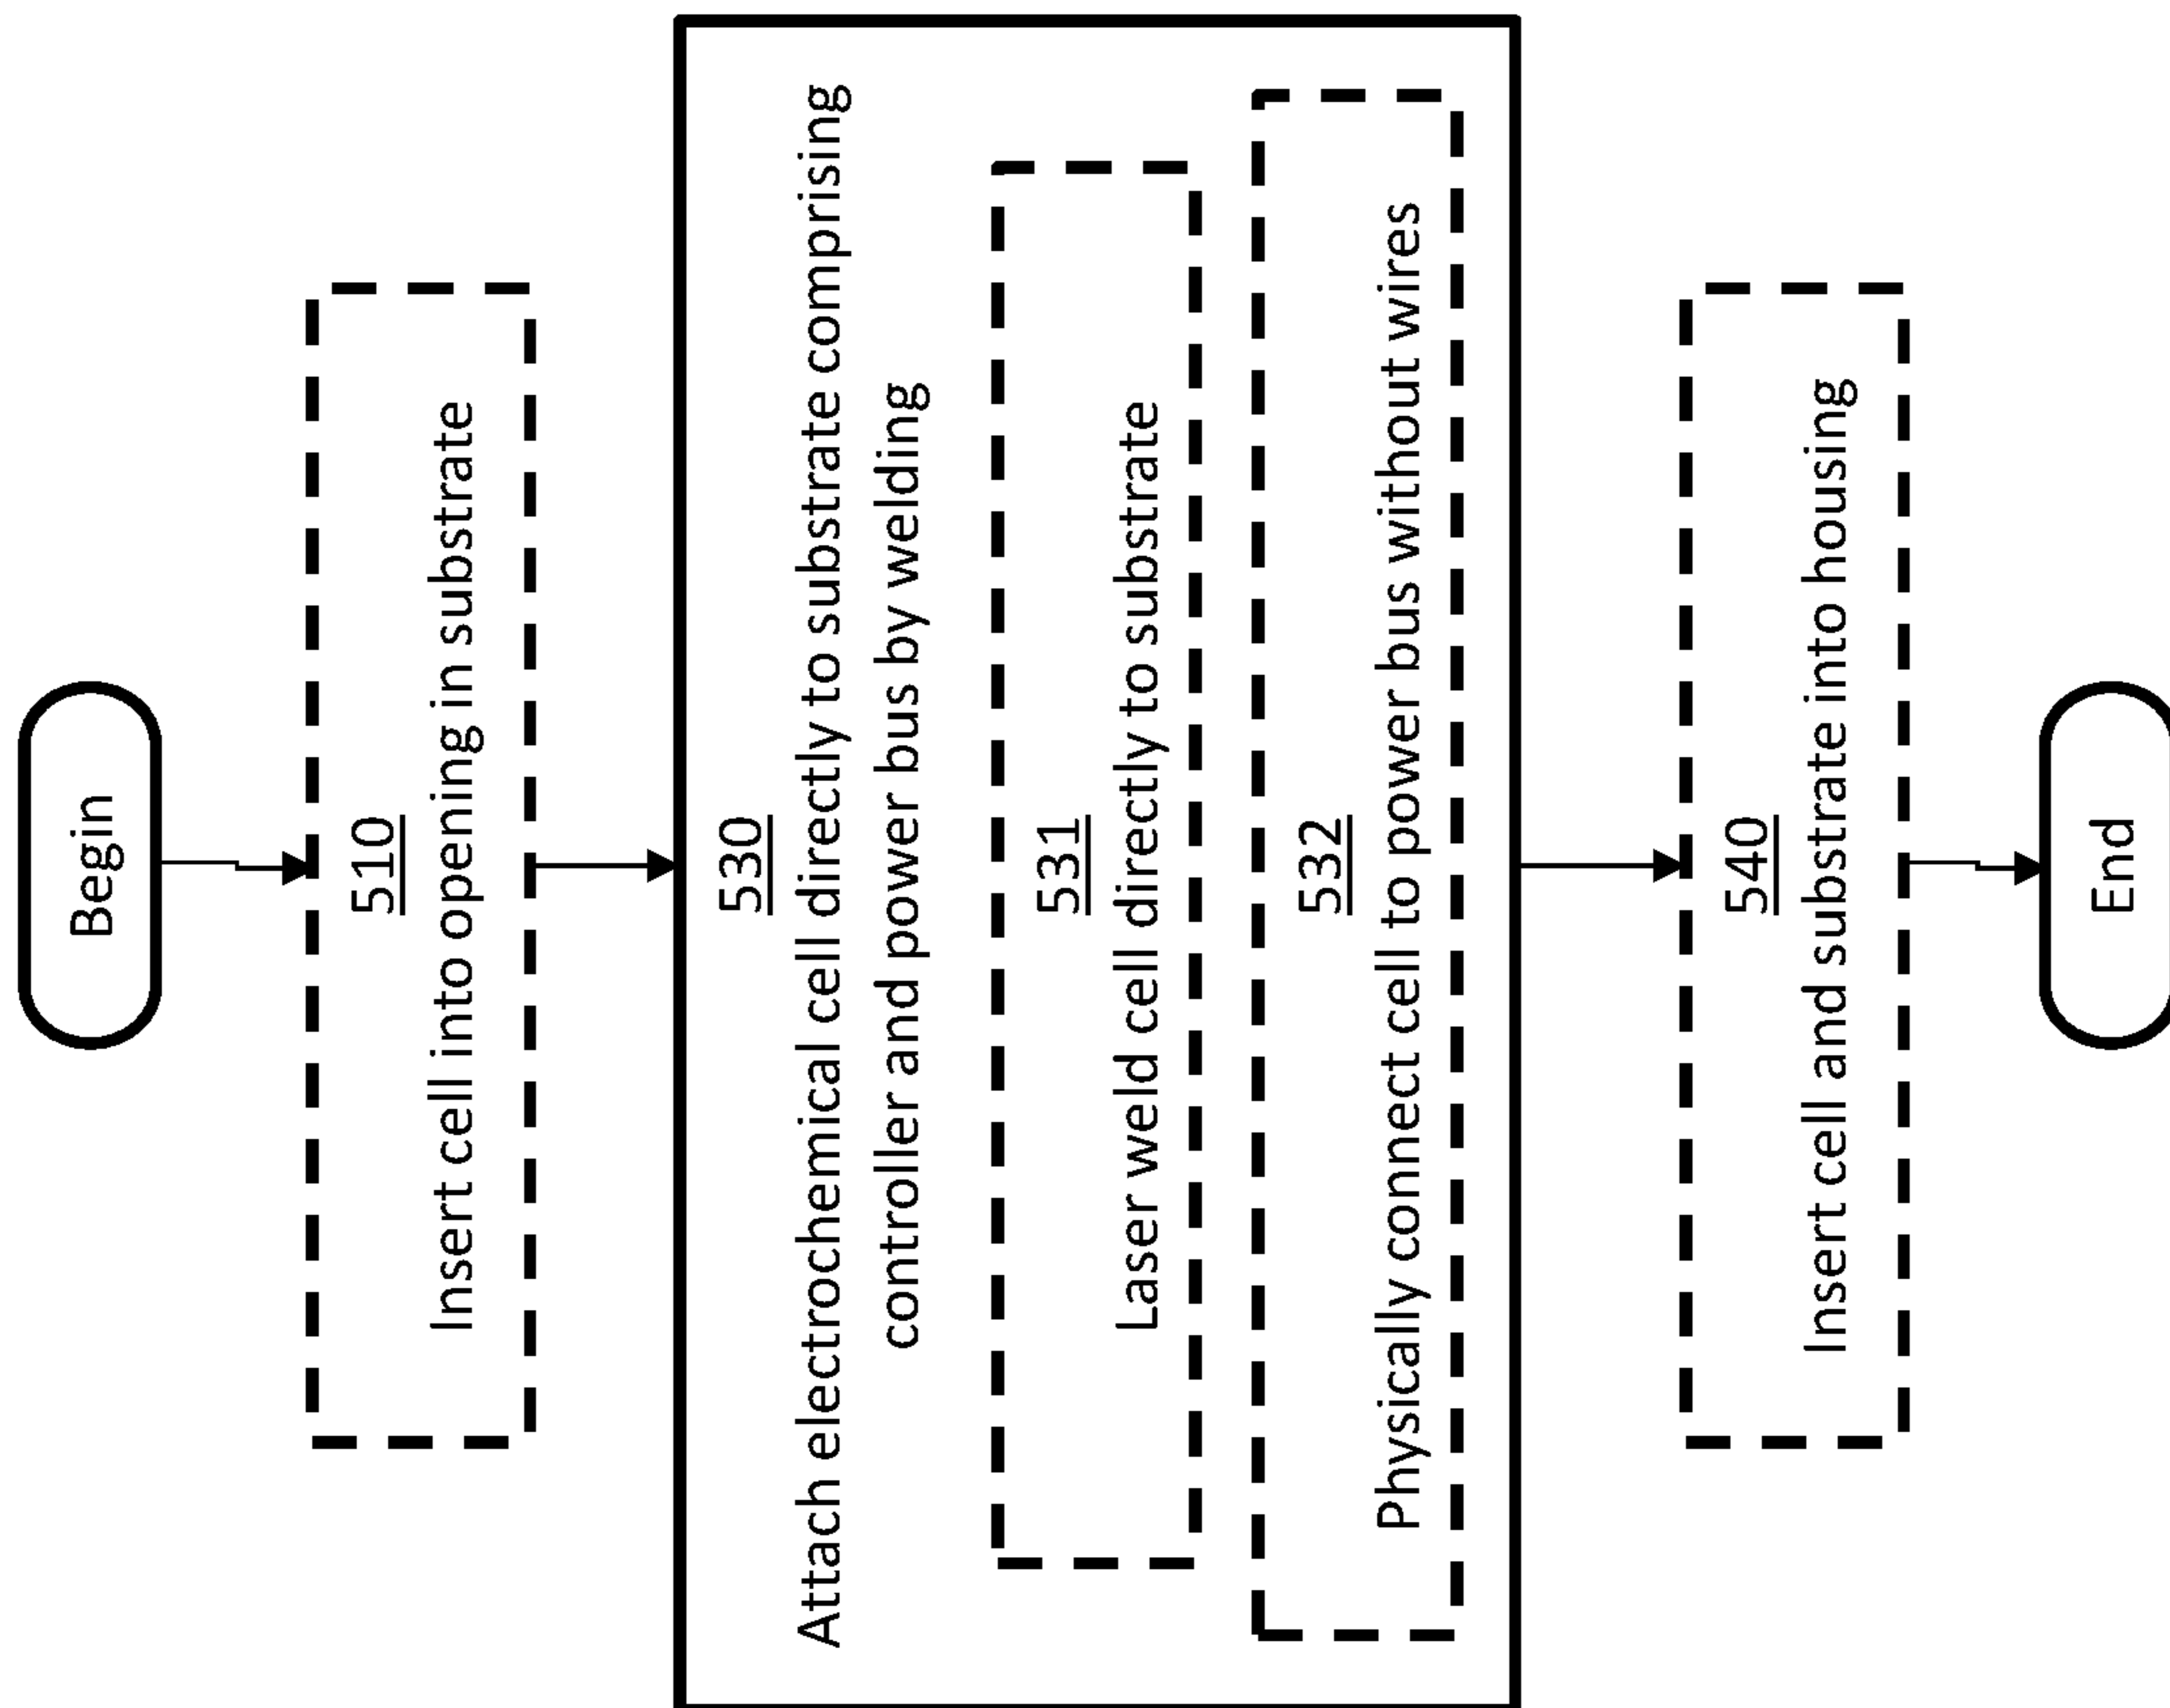 Begin
510
Insert cell into opening in substrate
530
Attach electrochemical cell directly to substrate comprising
controller and power bus by welding
531
Laser weld cell directly to substrate
532
Physically connect cell to power bus without wires
540
Insert cell and substrate into housing
End